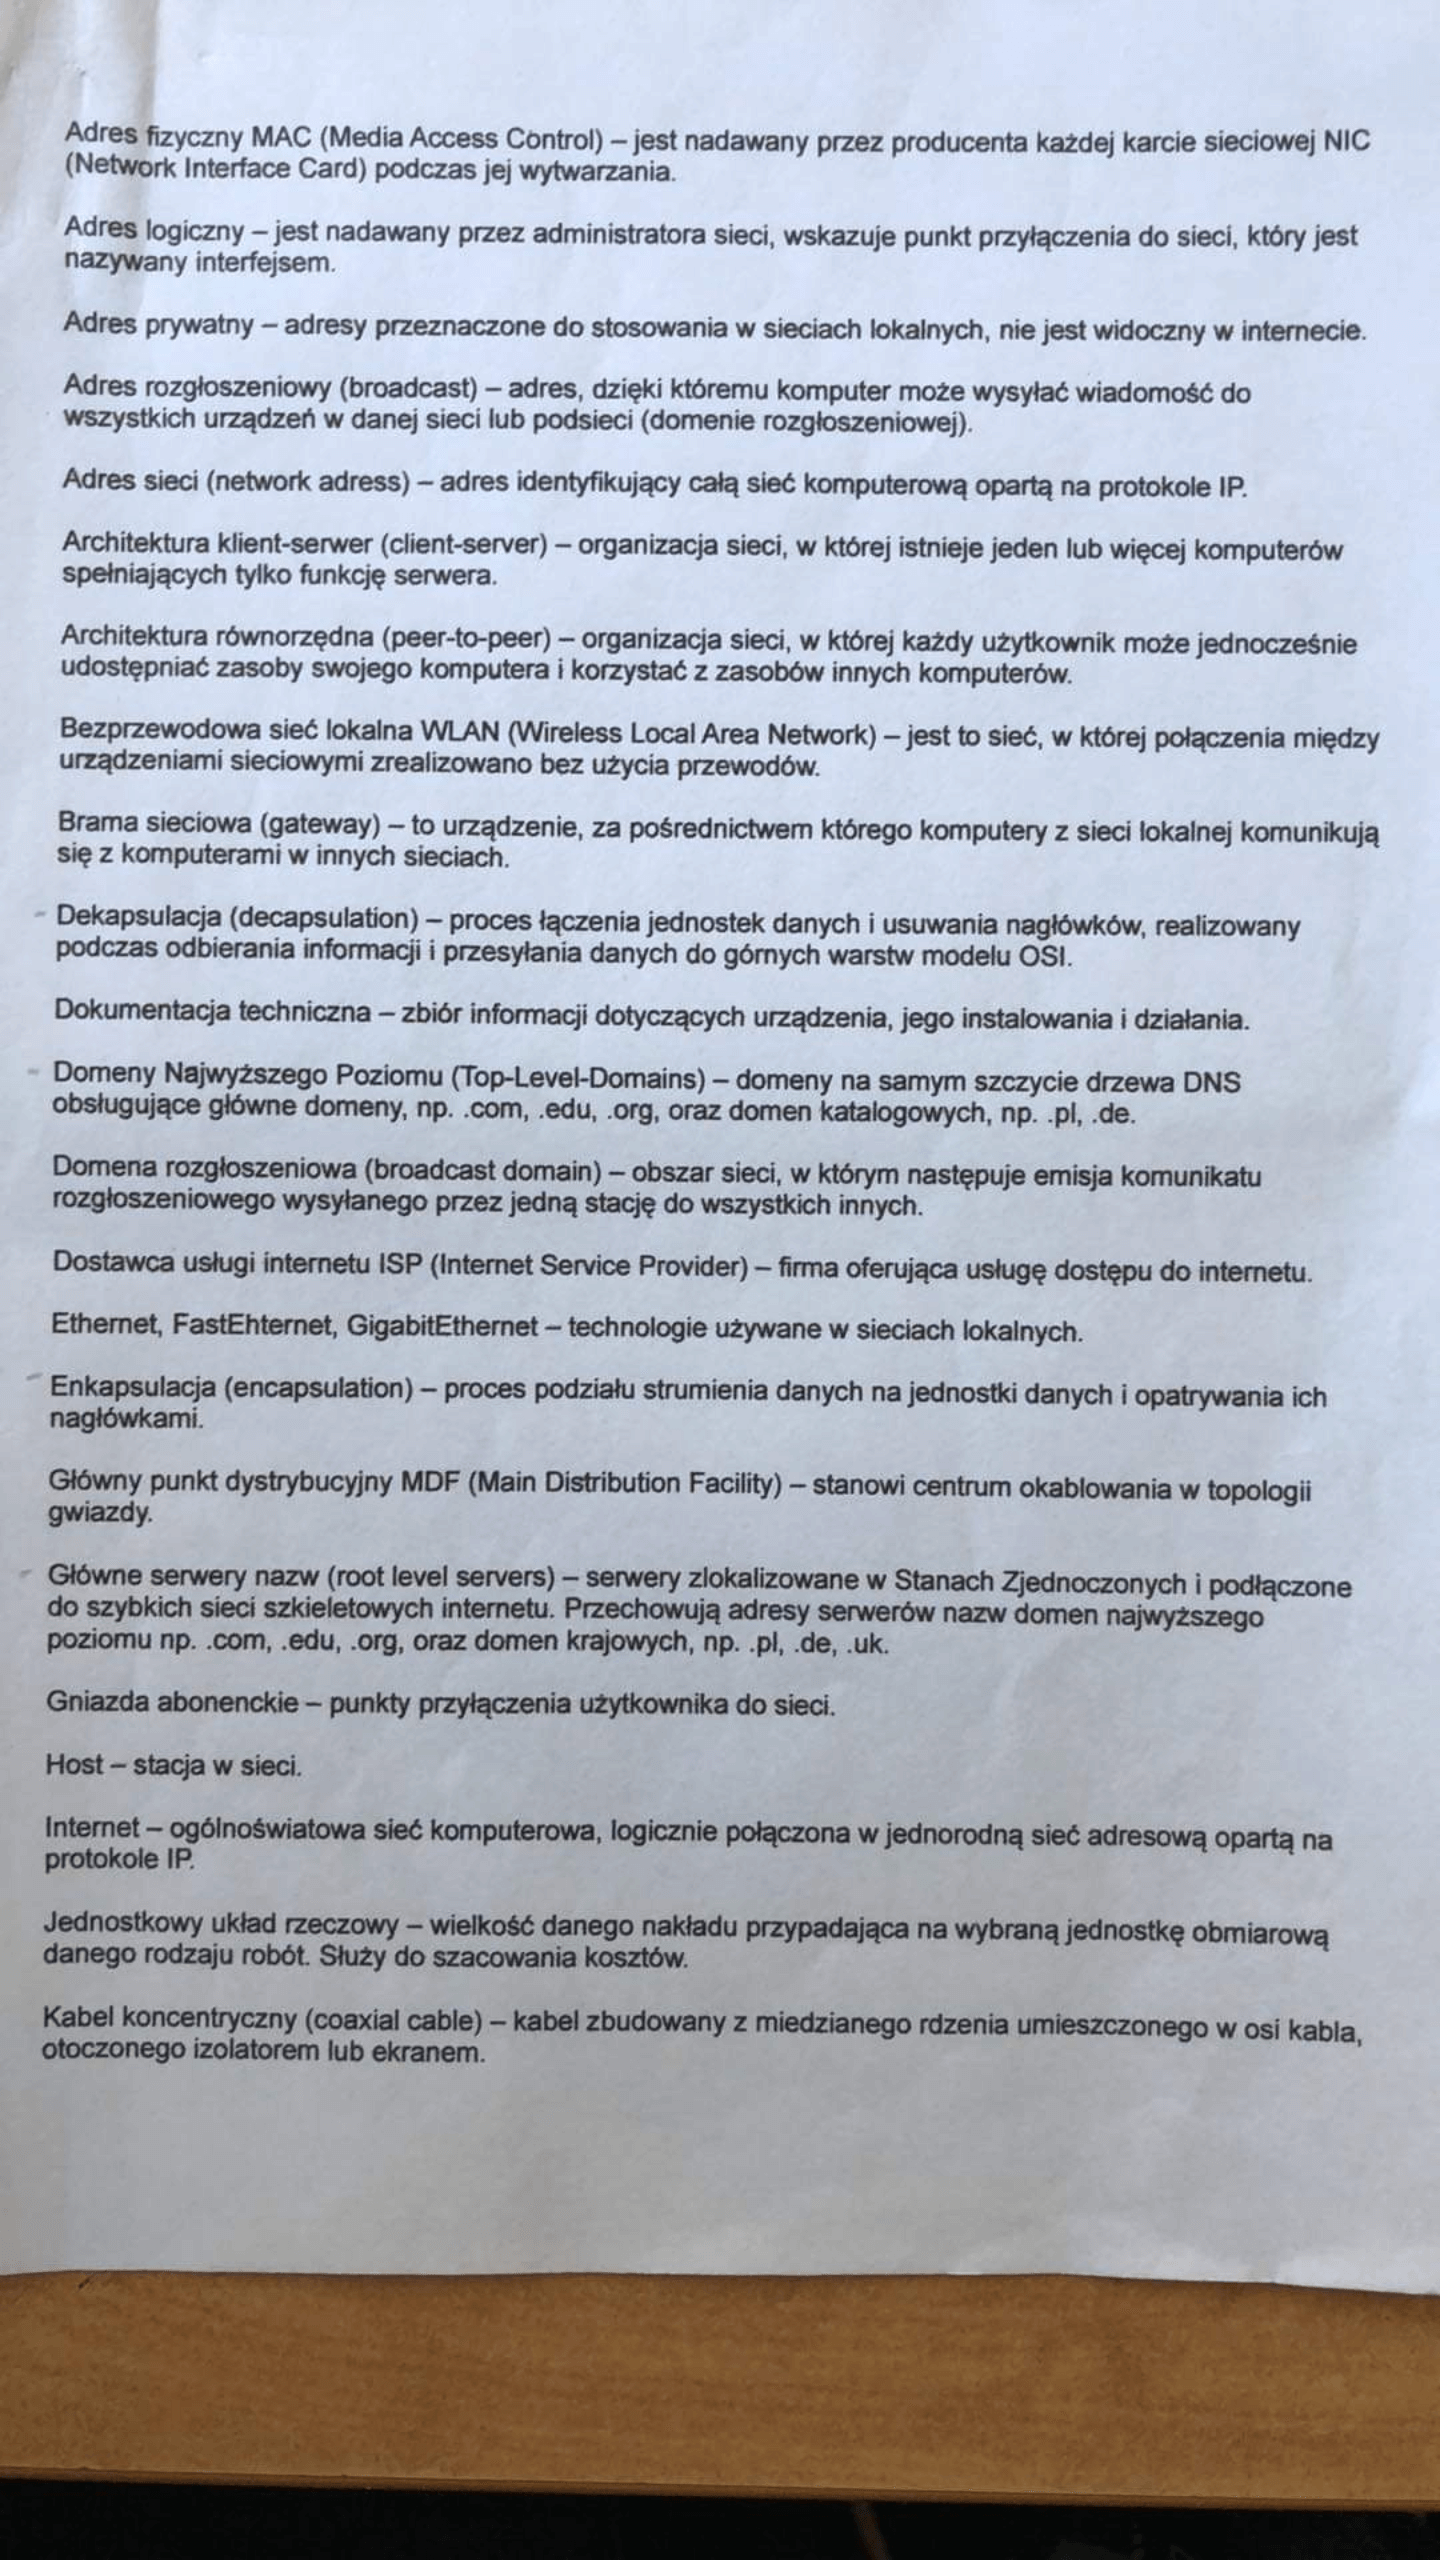 Adres fizyczny MAC (Media Access Control) – jest nadawany przez producenta każdej karcie sieciowej NIC
(Network Interface Card) podczas jej wytwarzania.
Adres logiczny – jest nadawany przez administratora sieci, wskazuje punkt przyłączenia do sieci, który jest
nazywany interfejsem.
Adres prywatny – adresy przeznaczone do stosowania w sieciach lokalnych, nie jest widoczny w internecie.
Adres rozgłoszeniowy (broadcast) – adres, dzięki któremu komputer może wysyłać wiadomość do
wszystkich urządzeń w danej sieci lub podsieci (domenie rozgłoszeniowej).
Adres sieci (network adress) – adres identyfikujący całą sieć komputerową opartą na protokole IP.
Architektura klient-serwer (client-server) – organizacja sieci, w której istnieje jeden lub więcej komputerów
spełniających tylko funkcję serwera.
Architektura równorzędna (peer-to-peer) – organizacja sieci, w której każdy użytkownik może jednocześnie
udostępniać zasoby swojego komputera i korzystać z zasobów innych komputerów.
Bezprzewodowa sieć lokalna WLAN (Wireless Local Area Network) – jest to sieć, w której połączenia między
urządzeniami sieciowymi zrealizowano bez użycia przewodów.
Brama sieciowa (gateway) – to urządzenie, za pośrednictwem którego komputery z sieci lokalnej komunikują
się z komputerami w innych sieciach.
- Dekapsulacja (decapsulation) – proces łączenia jednostek danych i usuwania nagłówków, realizowany
podczas odbierania informacji i przesyłania danych do górnych warstw modelu OSI.
Dokumentacja techniczna – zbiór informacji dotyczących urządzenia, jego instalowania i działania.
- Domeny Najwyższego Poziomu (Top-Level-Domains) – domeny na samym szczycie drzewa DNS
obsługujące główne domeny, np. .com, .edu, .org, oraz domen katalogowych, np. .pl, .de.
Domena rozgłoszeniowa (broadcast domain) – obszar sieci, w którym następuje emisja komunikatu
rozgłoszeniowego wysyłanego przez jedną stację do wszystkich innych.
Dostawca usługi internetu ISP (Internet Service Provider) – firma oferująca usługę dostępu do internetu.
Ethernet, FastEhternet, GigabitEthernet – technologie używane w sieciach lokalnych.
- Enkapsulacja (encapsulation) – proces podziału strumienia danych na jednostki danych i opatrywania ich
nagłówkami.
Główny punkt dystrybucyjny MDF (Main Distribution Facility) – stanowi centrum okablowania w topologii
gwiazdy.
- Główne serwery nazw (root level servers) – serwery zlokalizowane w Stanach Zjednoczonych i podłączone
do szybkich sieci szkieletowych internetu. Przechowują adresy serwerów nazw domen najwyższego
poziomu np. .com, .edu, .org, oraz domen krajowych, np. .pl, .de, .uk.
Gniazda abonenckie – punkty przyłączenia użytkownika do sieci.
Host – stacja w sieci.
Internet – ogólnoświatowa sieć komputerowa, logicznie połączona w jednorodną sieć adresową opartą na
protokole IP.
Jednostkowy układ rzeczowy – wielkość danego nakładu przypadająca na wybraną jednostkę obmiarową
danego rodzaju robót. Służy do szacowania kosztów.
Kabel koncentryczny (coaxial cable) – kabel zbudowany z miedzianego rdzenia umieszczonego w osi kabla,
otoczonego izolatorem lub ekranem.